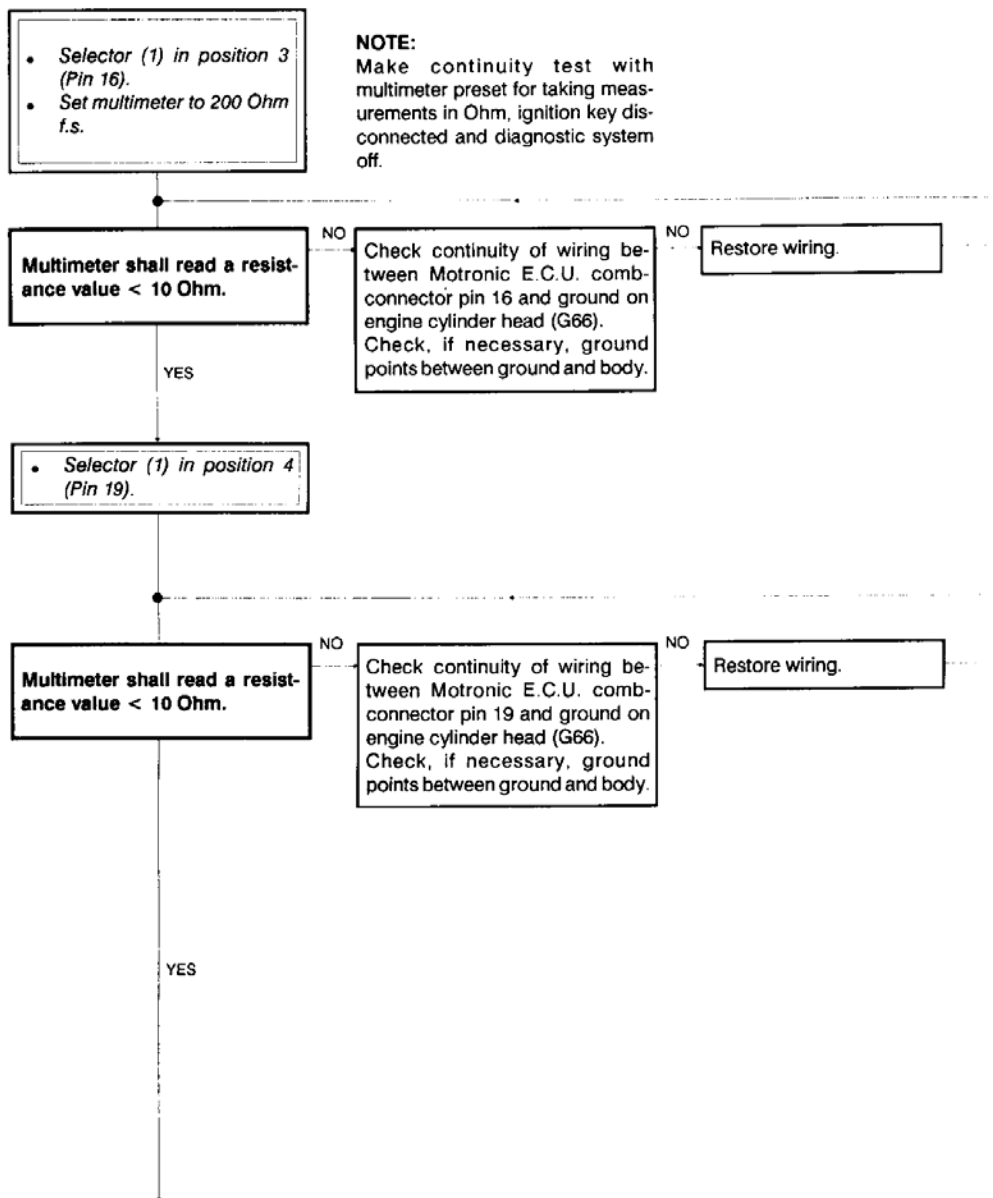 • Selector (1) in position 3
(Pin 16).
• Set multimeter to 200 Ohm
f.s.
NOTE:
Make continuity test with
multimeter preset for taking meas-
urements in Ohm, ignition key dis-
connected and diagnostic system
off.
Multimeter shall read a resist-
ance value < 10 Ohm.
NO
Check continuity of wiring be-
tween Motronic E.C.U. comb-
connector pin 16 and ground on
engine cylinder head (G66).
Check, if necessary, ground
points between ground and body.
NO
Restore wiring.
YES
• Selector (1) in position 4
(Pin 19).
Multimeter shall read a resist-
ance value < 10 Ohm.
NO
Check continuity of wiring be-
tween Motronic E.C.U. comb-
connector pin 19 and ground on
engine cylinder head (G66).
Check, if necessary, ground
points between ground and body.
NO
Restore wiring.
YES